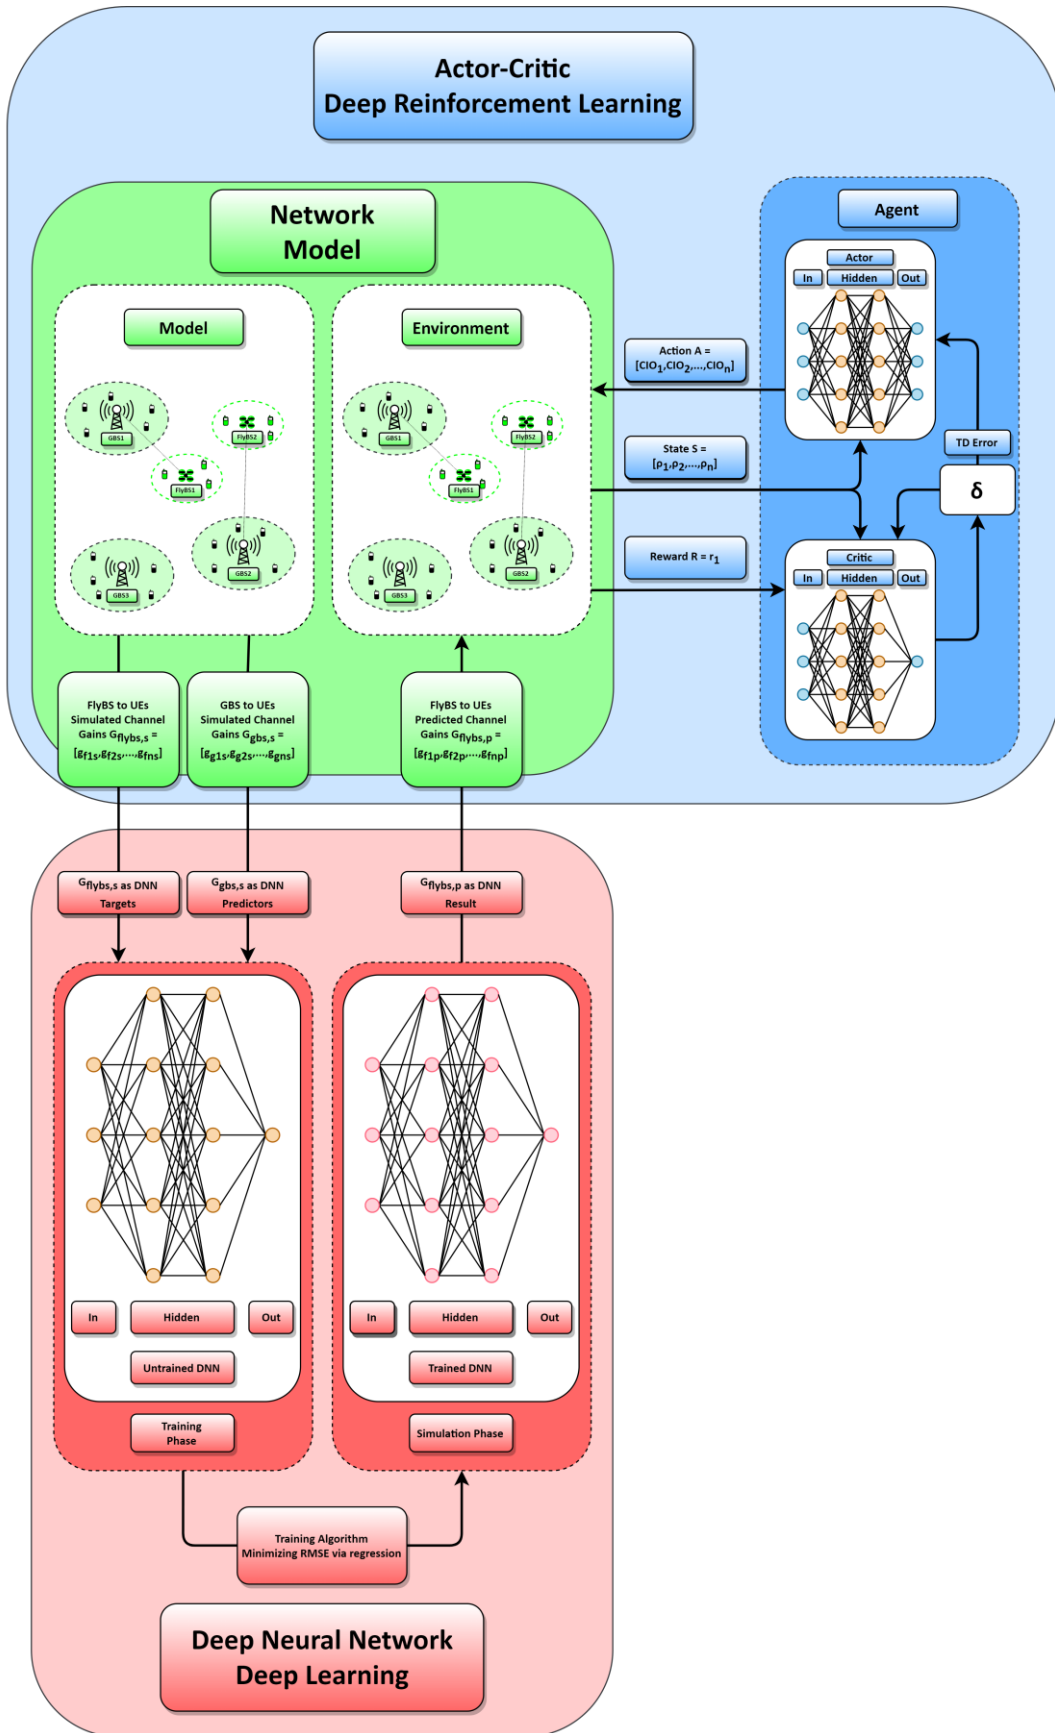 Actor-Critic
Deep Reinforcement Learning
Network
Model
Agent
Model
Environment
GBS1
FlyBS2
FlyBS1
GBS2
GBS3
GBS1
FlyBS2
FlyBS1
GBS2
GBS3
Action A =
[CIO₁,CIO₂,...,CIOₙ]
State S =
[ρ₁,ρ₂,...,ρₙ]
Reward R = r₁
Actor
In
Hidden
Out
TD Error
δ
Critic
In
Hidden
Out
FlyBS to UEs
Simulated Channel
Gains Gflybs,s =
[gf1s,gf2s,...,gfns]
GBS to UEs
Simulated Channel
Gains Ggbs,s =
[gg1s,gg2s,...,ggns]
FlyBS to UEs
Predicted Channel
Gains Gflybs,p =
[gf1p,gf2p,...,gfnp]
Gflybs,s as DNN
Targets
Ggbs,s as DNN
Predictors
Gflybs,p as DNN
Result
In
Hidden
Out
Untrained DNN
Training
Phase
In
Hidden
Out
Trained DNN
Simulation Phase
Training Algorithm
Minimizing RMSE via regression
Deep Neural Network
Deep Learning